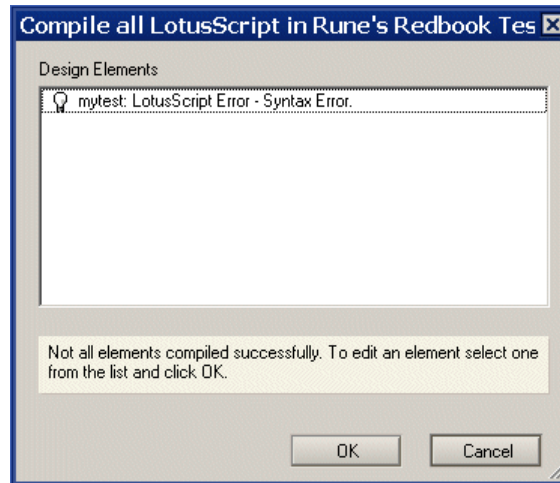 Compile all LotusScript in Rune's Redbook Tes
Design Elements
mytest: LotusScript Error - Syntax Error.
Not all elements compiled successfully. To edit an element select one
from the list and click OK.
OK
Cancel